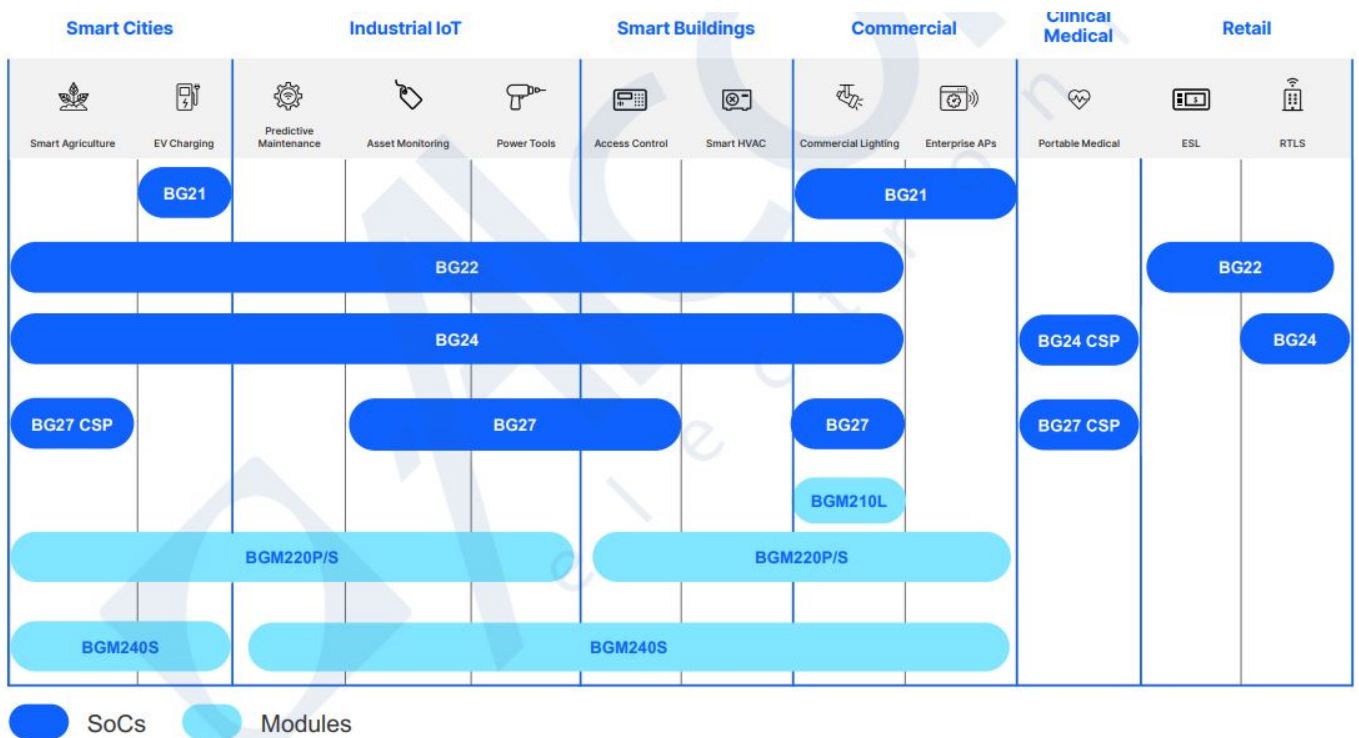 Smart Cities
Industrial IoT
Smart Buildings
Commercial
Clinical
Medical
Retail
Smart Agriculture
EV Charging
Predictive
Maintenance
Asset Monitoring
Power Tools
Access Control
Smart HVAC
Commercial Lighting
Enterprise APs
Portable Medical
ESL
RTLS
BG21
BG21
BG22
BG22
BG24
BG24 CSP
BG24
BG27 CSP
BG27
BG27
BG27 CSP
BGM210L
BGM220P/S
BGM220P/S
BGM240S
BGM240S
SoCs
Modules